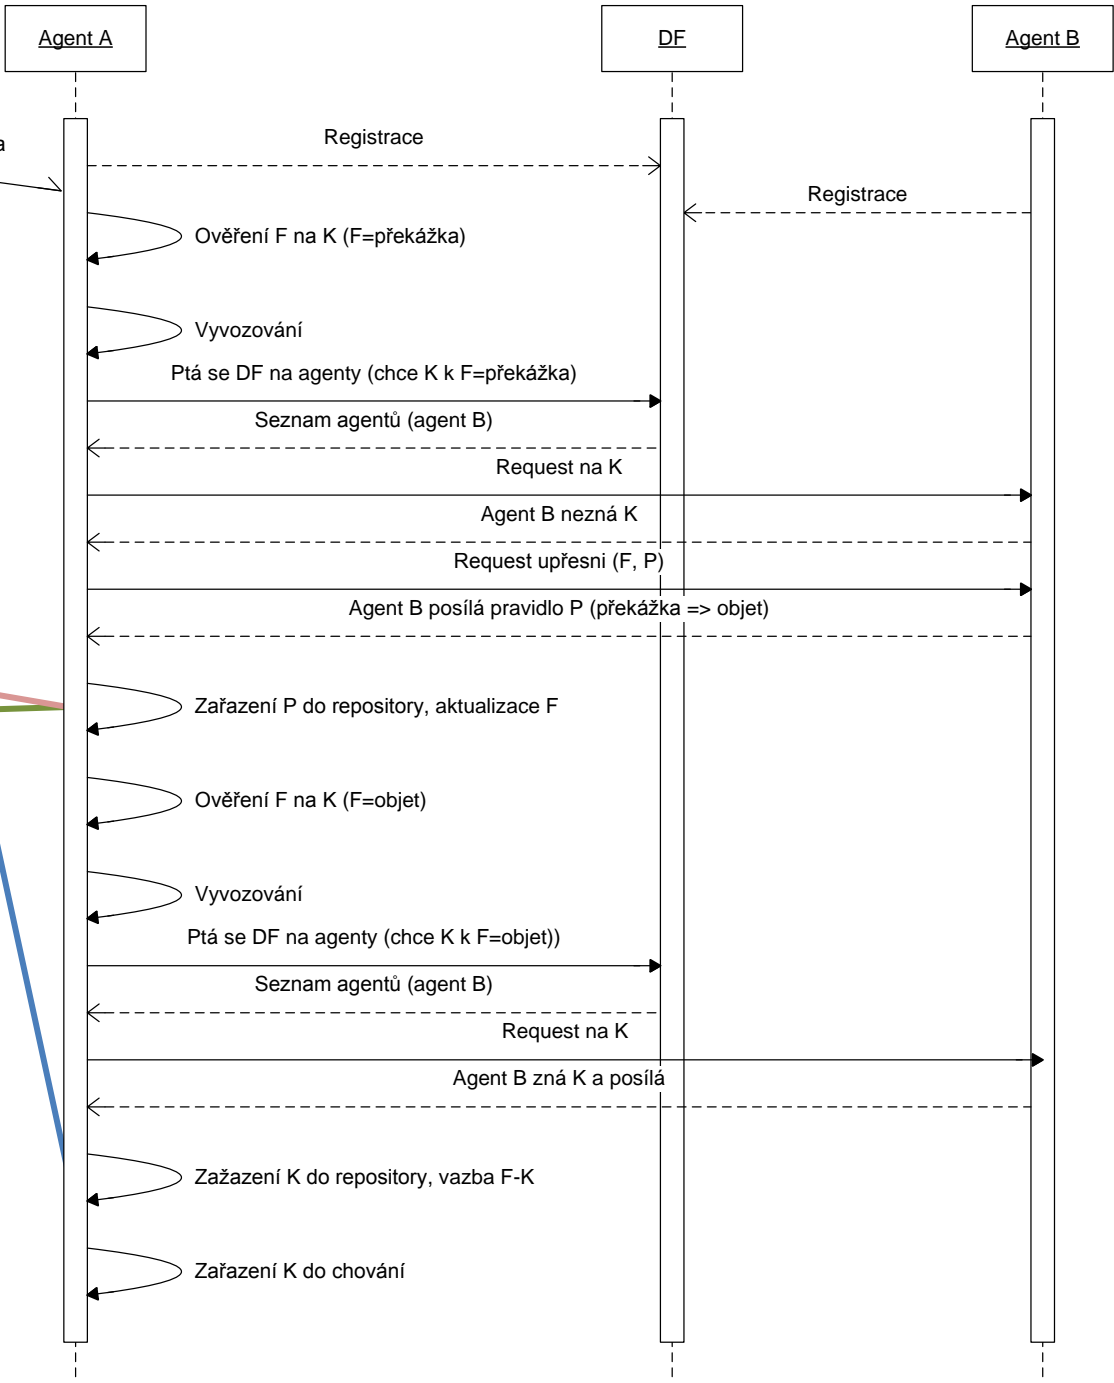 Agent A
DF
Agent B
a
Registrace
Registrace
Ověření F na K (F=překážka)
Vyvozování
Ptá se DF na agenty (chce K k F=překážka)
Seznam agentů (agent B)
Request na K
Agent B nezná K
Request upřesni (F, P)
Agent B posílá pravidlo P (překážka => objet)
Zařazení P do repository, aktualizace F
Ověření F na K (F=objet)
Vyvozování
Ptá se DF na agenty (chce K k F=objet))
Seznam agentů (agent B)
Request na K
Agent B zná K a posílá
Zažazení K do repository, vazba F-K
Zařazení K do chování